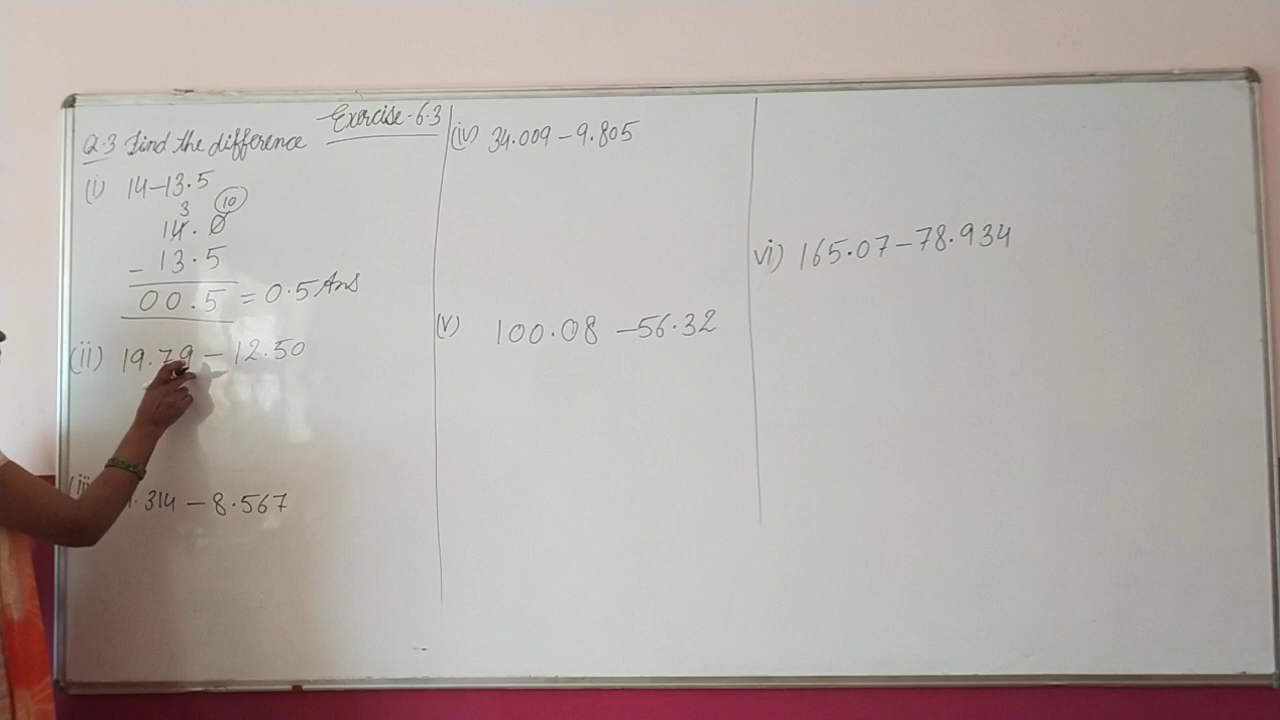 Exercise-6.3
Q.3 Find the difference
(i) 14-13.5
3 10
14.0
- 13.5
00.5 = 0.5 Ans
(ii) 19.79 - 12.50
.314 - 8.567
(iv) 34.009 - 9.805
(v) 100.08 - 56.32
vi) 165.07 - 78.934